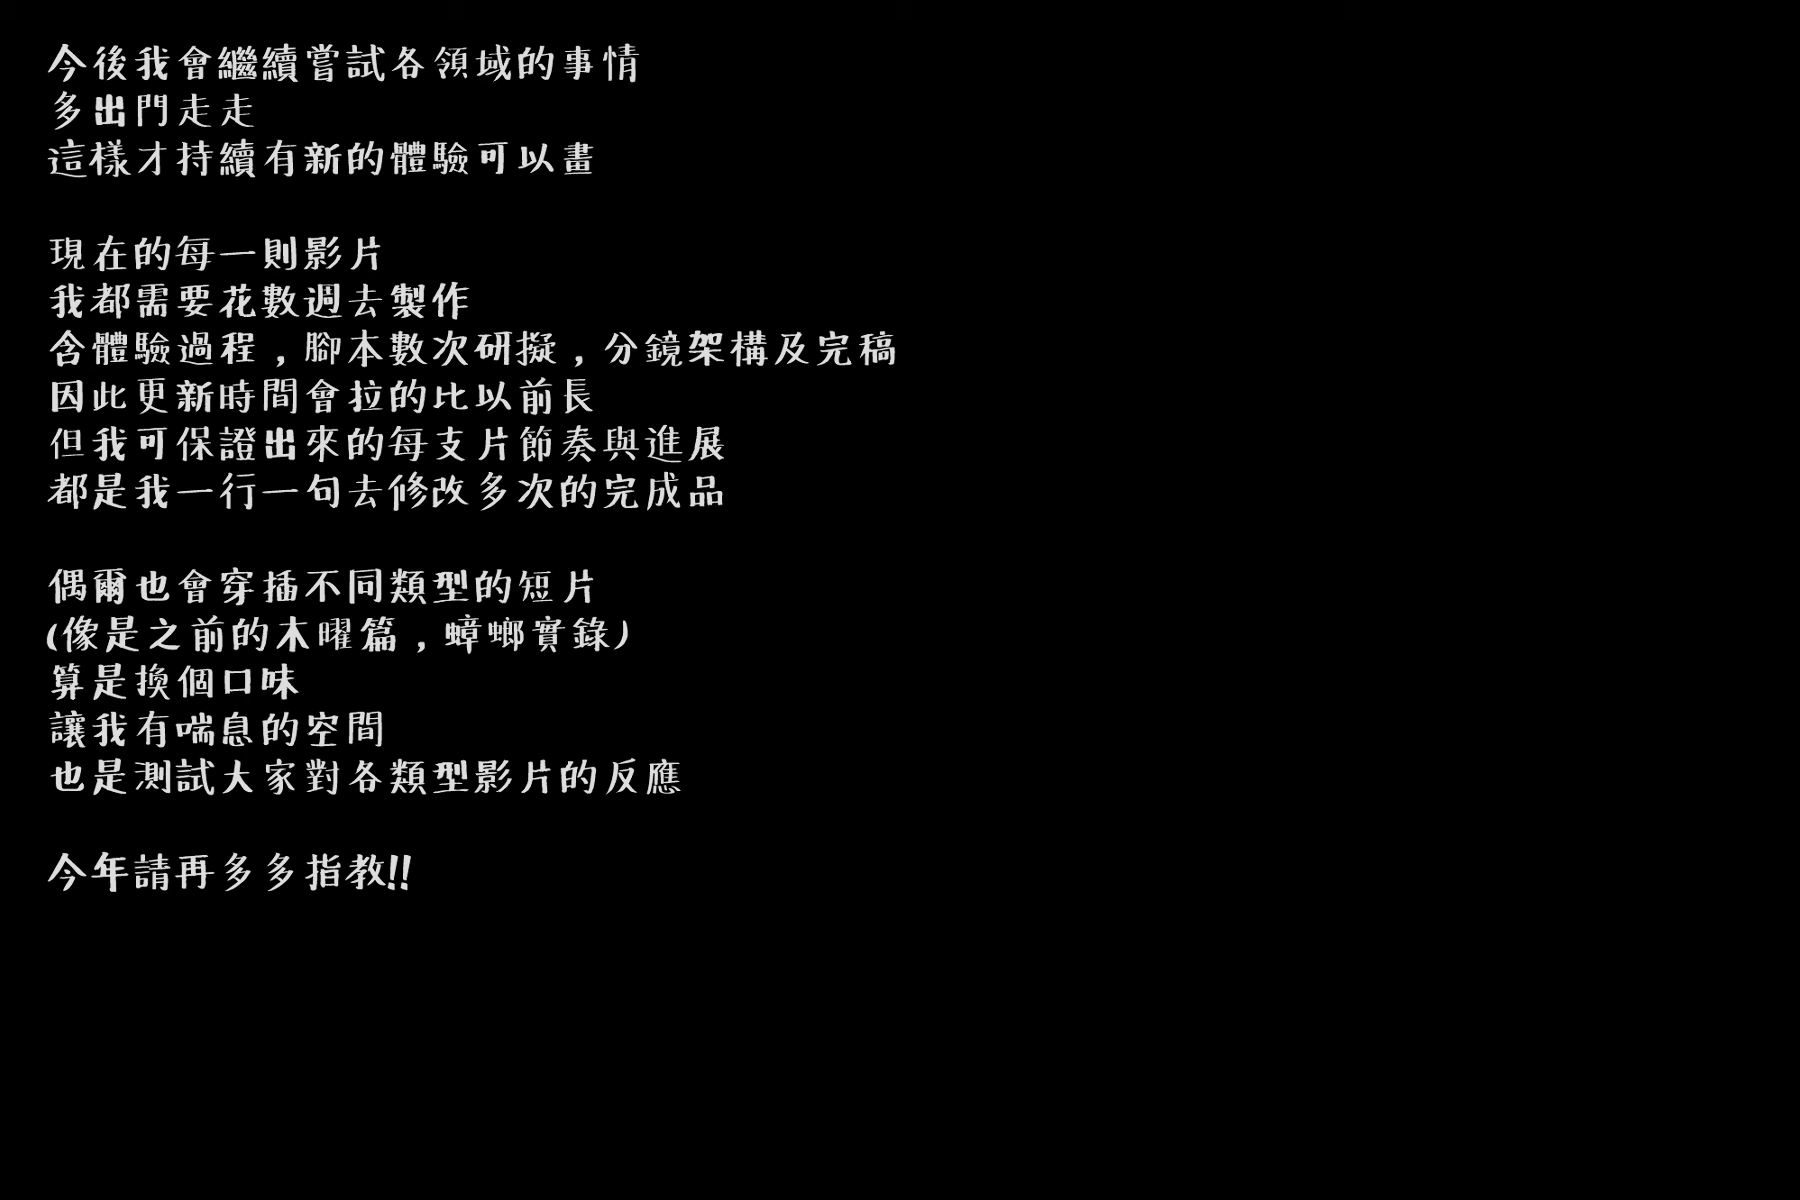 今後我會繼續嘗試各領域的事情
多出門走走
這樣才持續有新的體驗可以畫
現在的每一則影片
我都需要花數週去製作
含體驗過程，腳本數次研擬，分鏡架構及完稿
因此更新時間會拉的比以前長
但我可保證出來的每支片節奏與進展
都是我一行一句去修改多次的完成品
偶爾也會穿插不同類型的短片
(像是之前的木曜篇，蟑螂實錄)
算是換個口味
讓我有喘息的空間
也是測試大家對各類型影片的反應
今年請再多多指教!!